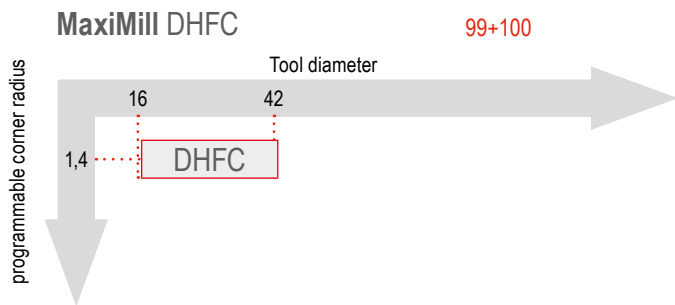 MaxiMill DHFC 99+100
Tool diameter
programmable corner radius
16 42
1,4 DHFC